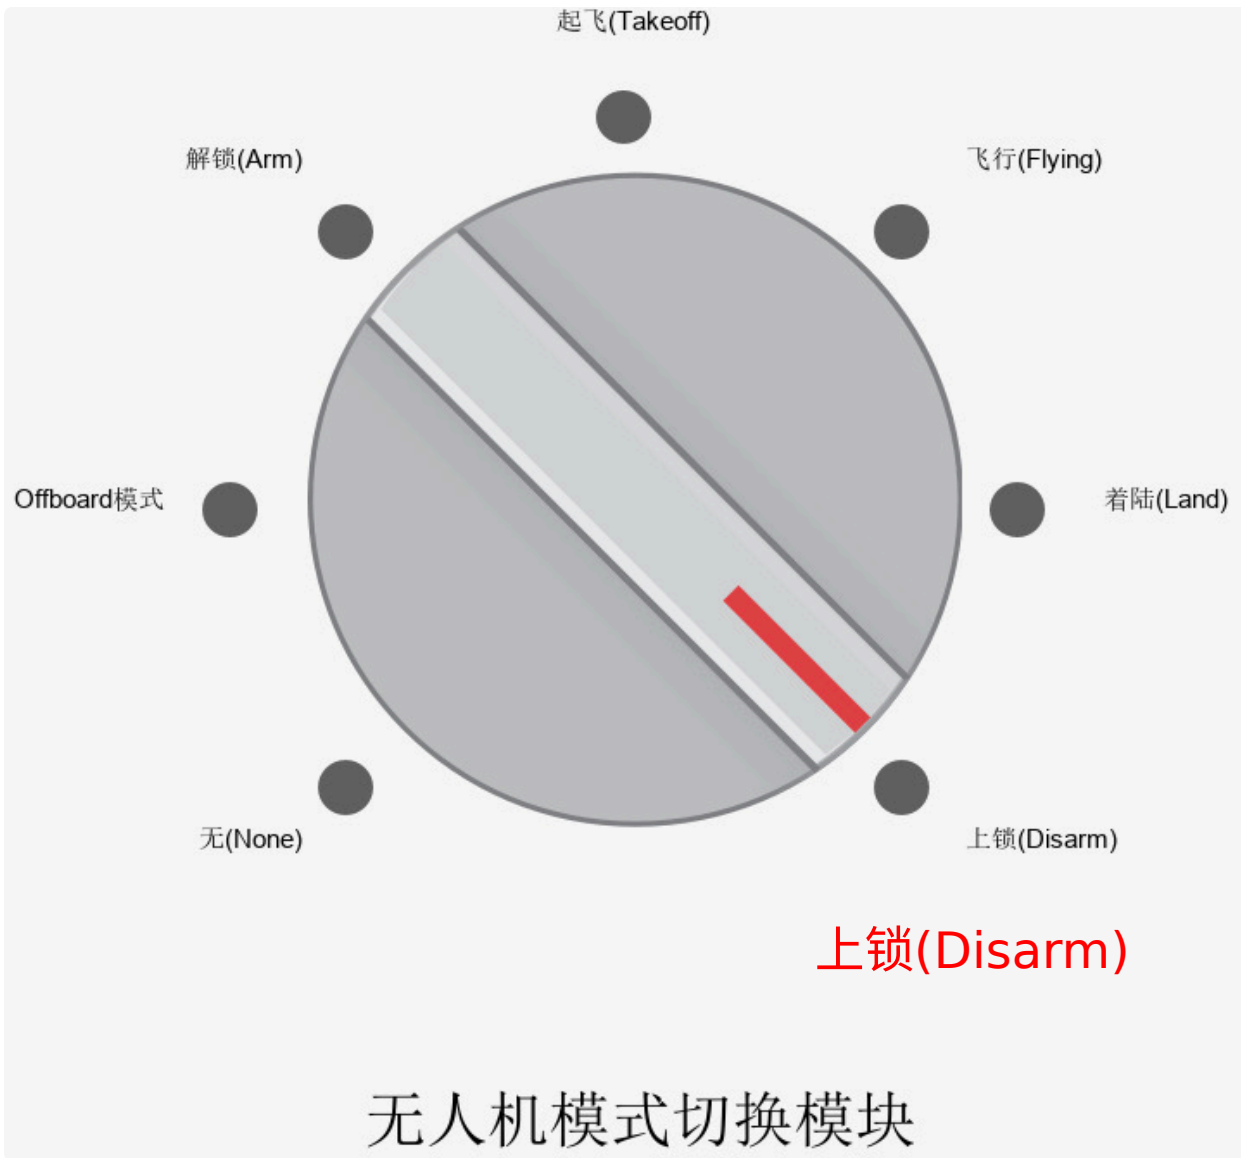 起飞(Takeoff)
解锁(Arm)
飞行(Flying)
Offboard模式
着陆(Land)
无(None)
上锁(Disarm)
上锁(Disarm)
无人机模式切换模块